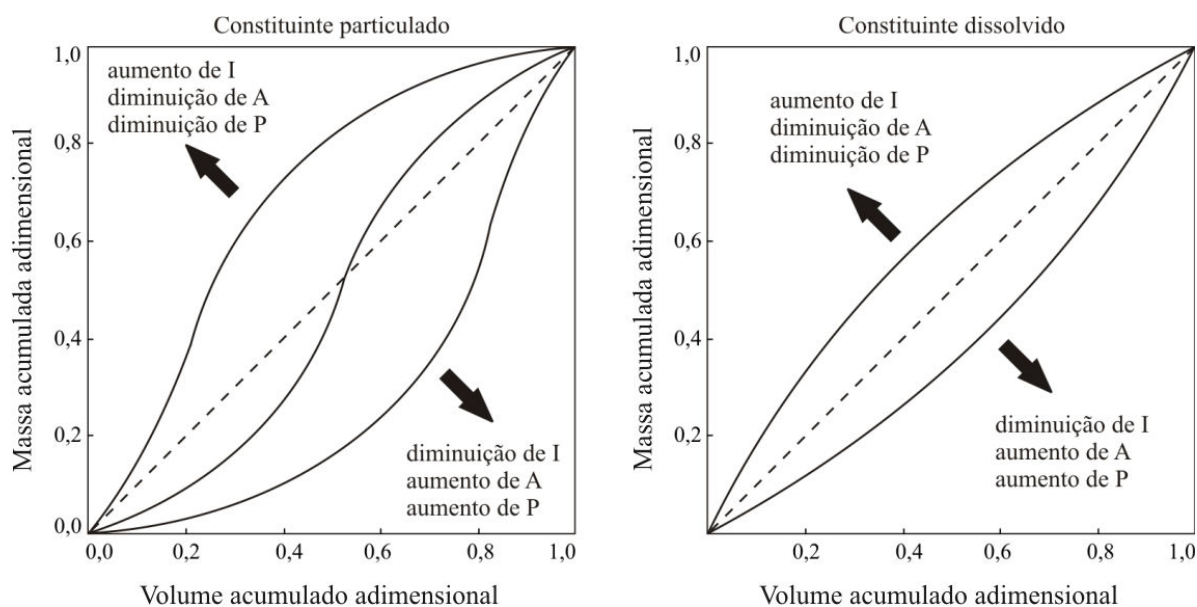 Constituinte particulado
1,0
0,8
0,6
0,4
0,2
0,0
Massa acumulada adimensional
aumento de I
diminuição de A
diminuição de P
diminuição de I
aumento de A
aumento de P
0,0
0,2
0,4
0,6
0,8
1,0
Volume acumulado adimensional
Constituinte dissolvido
1,0
0,8
0,6
0,4
0,2
Massa acumulada adimensional
aumento de I
diminuição de A
diminuição de P
diminuição de I
aumento de A
aumento de P
0,2
0,4
0,6
0,8
1,0
Volume acumulado adimensional